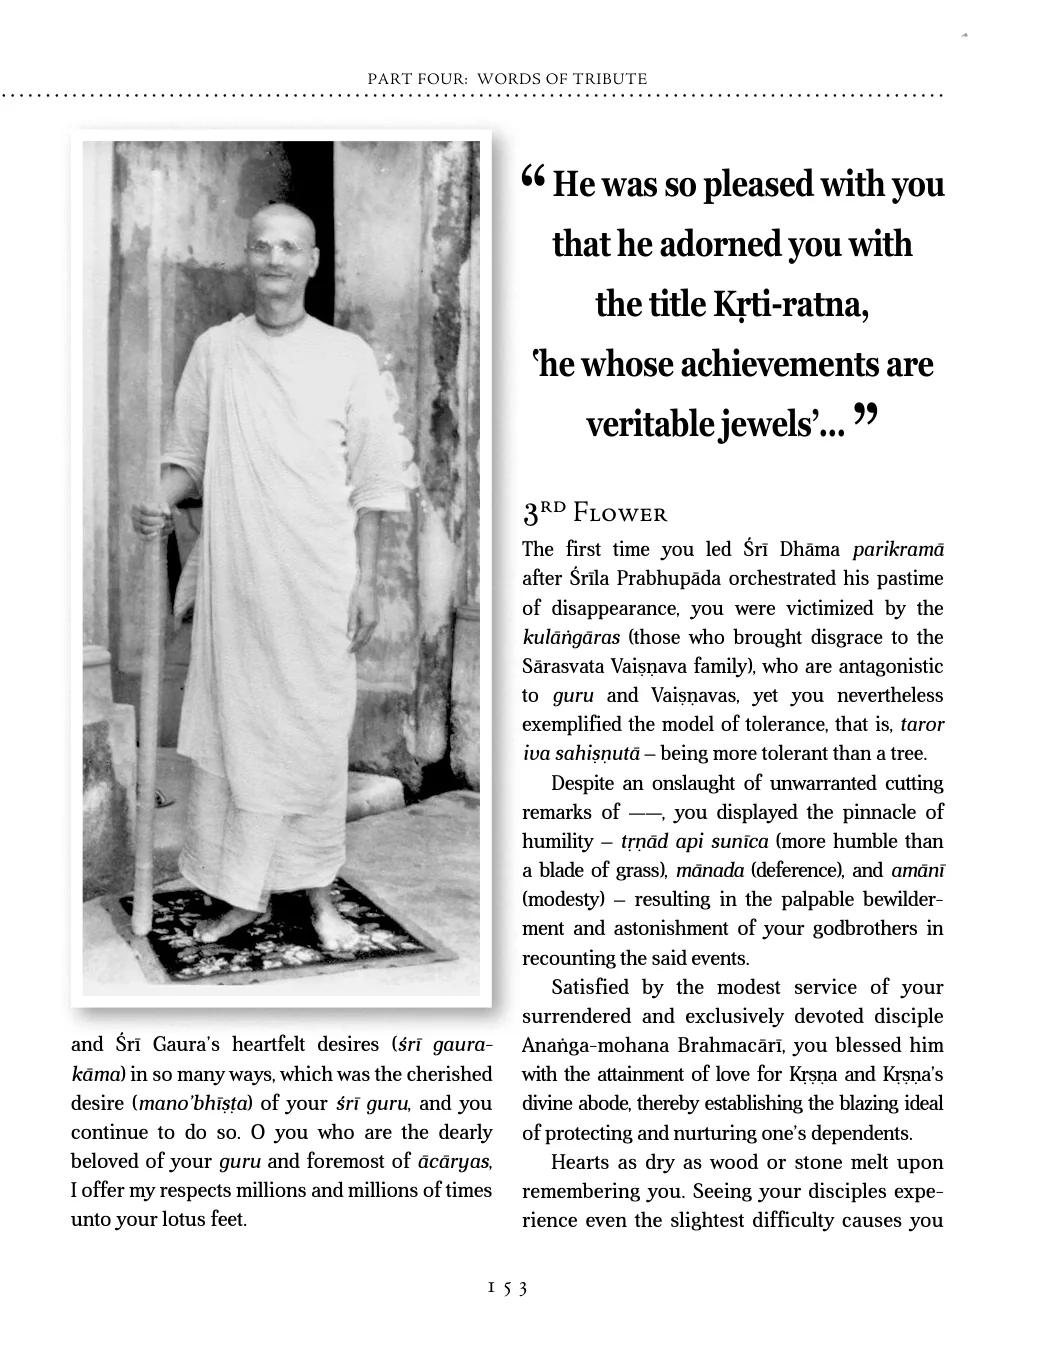 PART FOUR: WORDS OF TRIBUTE
and Śrī Gaura’s heartfelt desires (śrī gaura-
kāma) in so many ways, which was the cherished
desire (mano’bhīṣṭa) of your śrī guru, and you
continue to do so. O you who are the dearly
beloved of your guru and foremost of ācāryas,
I offer my respects millions and millions of times
unto your lotus feet.
“ He was so pleased with you
that he adorned you with
the title Kṛti-ratna,
‘he whose achievements are
veritable jewels’... ”
3RD FLOWER
The first time you led Śrī Dhāma parikramā
after Śrīla Prabhupāda orchestrated his pastime
of disappearance, you were victimized by the
kulāṅgāras (those who brought disgrace to the
Sārasvata Vaiṣṇava family), who are antagonistic
to guru and Vaiṣṇavas, yet you nevertheless
exemplified the model of tolerance, that is, taror
iva sahiṣṇutā – being more tolerant than a tree.
Despite an onslaught of unwarranted cutting
remarks of ——, you displayed the pinnacle of
humility – tṛṇād api sunīca (more humble than
a blade of grass), mānada (deference), and amānī
(modesty) – resulting in the palpable bewilder-
ment and astonishment of your godbrothers in
recounting the said events.
Satisfied by the modest service of your
surrendered and exclusively devoted disciple
Anaṅga-mohana Brahmacārī, you blessed him
with the attainment of love for Kṛṣṇa and Kṛṣṇa’s
divine abode, thereby establishing the blazing ideal
of protecting and nurturing one’s dependents.
Hearts as dry as wood or stone melt upon
remembering you. Seeing your disciples expe-
rience even the slightest difficulty causes you
153